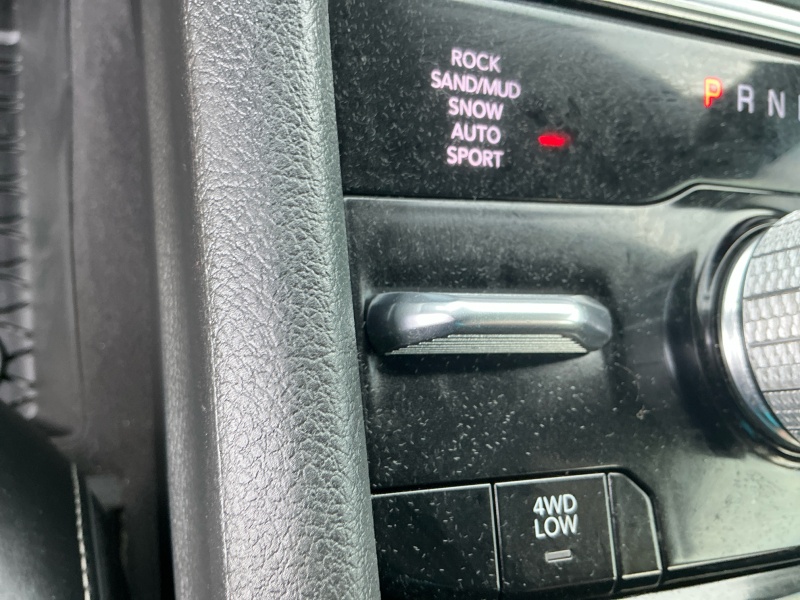 ROCK
SAND/MUD
SNOW
AUTO
SPORT
P R N
4WD
LOW